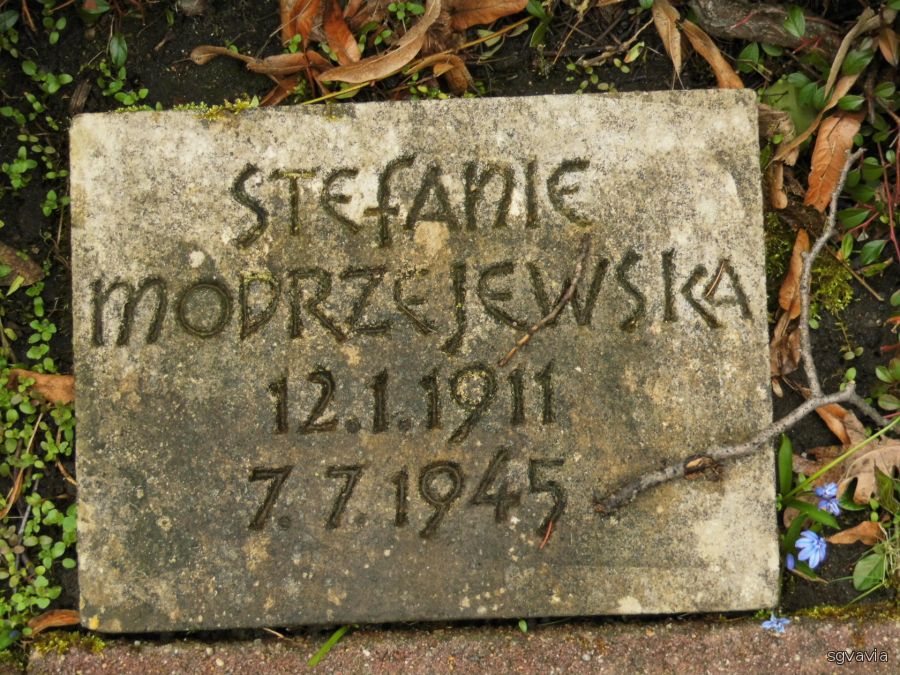 STEFANIE
MODRZEJEWSKA
12.1.1911
7.7.1945
sgvavia